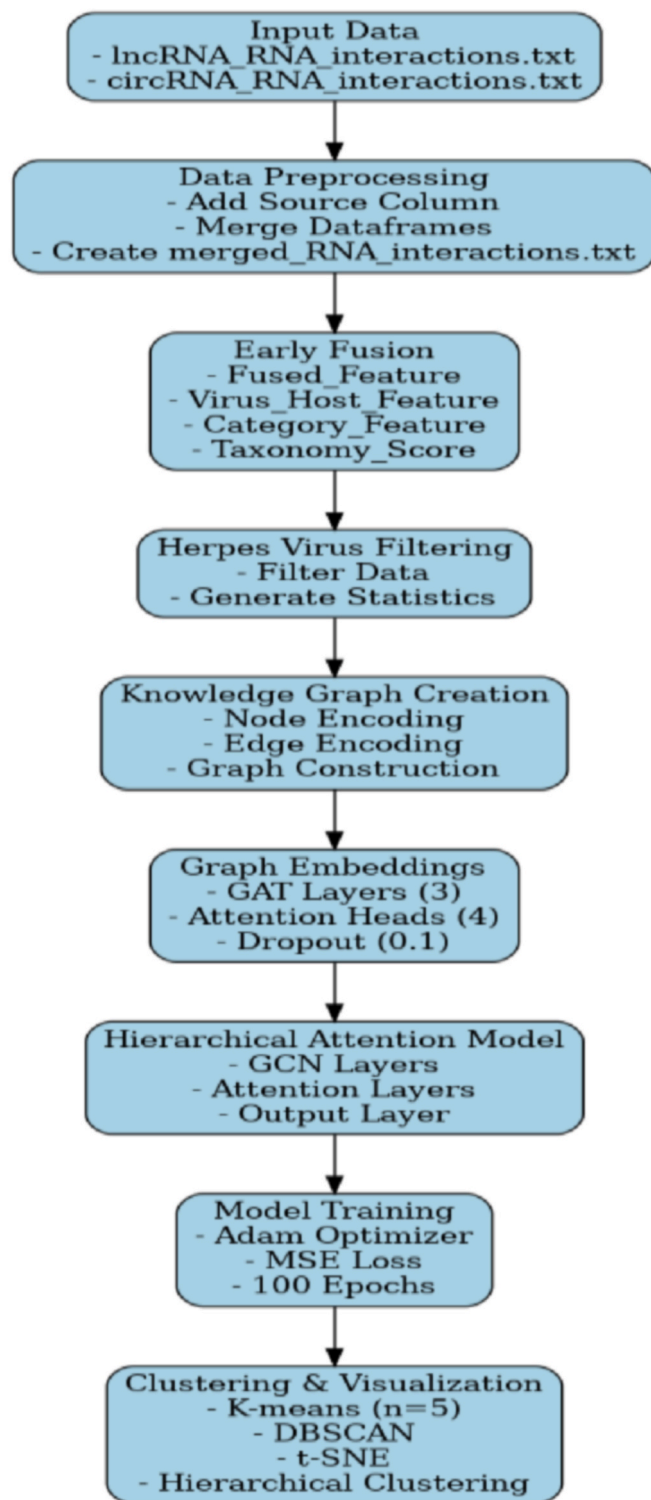 Input Data
- lncRNA_RNA_interactions.txt
- circRNA_RNA_interactions.txt
Data Preprocessing
- Add Source Column
- Merge Dataframes
- Create merged_RNA_interactions.txt
Early Fusion
- Fused_Feature
- Virus_Host_Feature
- Category_Feature
- Taxonomy_Score
Herpes Virus Filtering
- Filter Data
- Generate Statistics
Knowledge Graph Creation
- Node Encoding
- Edge Encoding
- Graph Construction
Graph Embeddings
- GAT Layers (3)
- Attention Heads (4)
- Dropout (0.1)
Hierarchical Attention Model
- GCN Layers
- Attention Layers
- Output Layer
Model Training
- Adam Optimizer
- MSE Loss
- 100 Epochs
Clustering & Visualization
- K-means (n=5)
- DBSCAN
- t-SNE
- Hierarchical Clustering